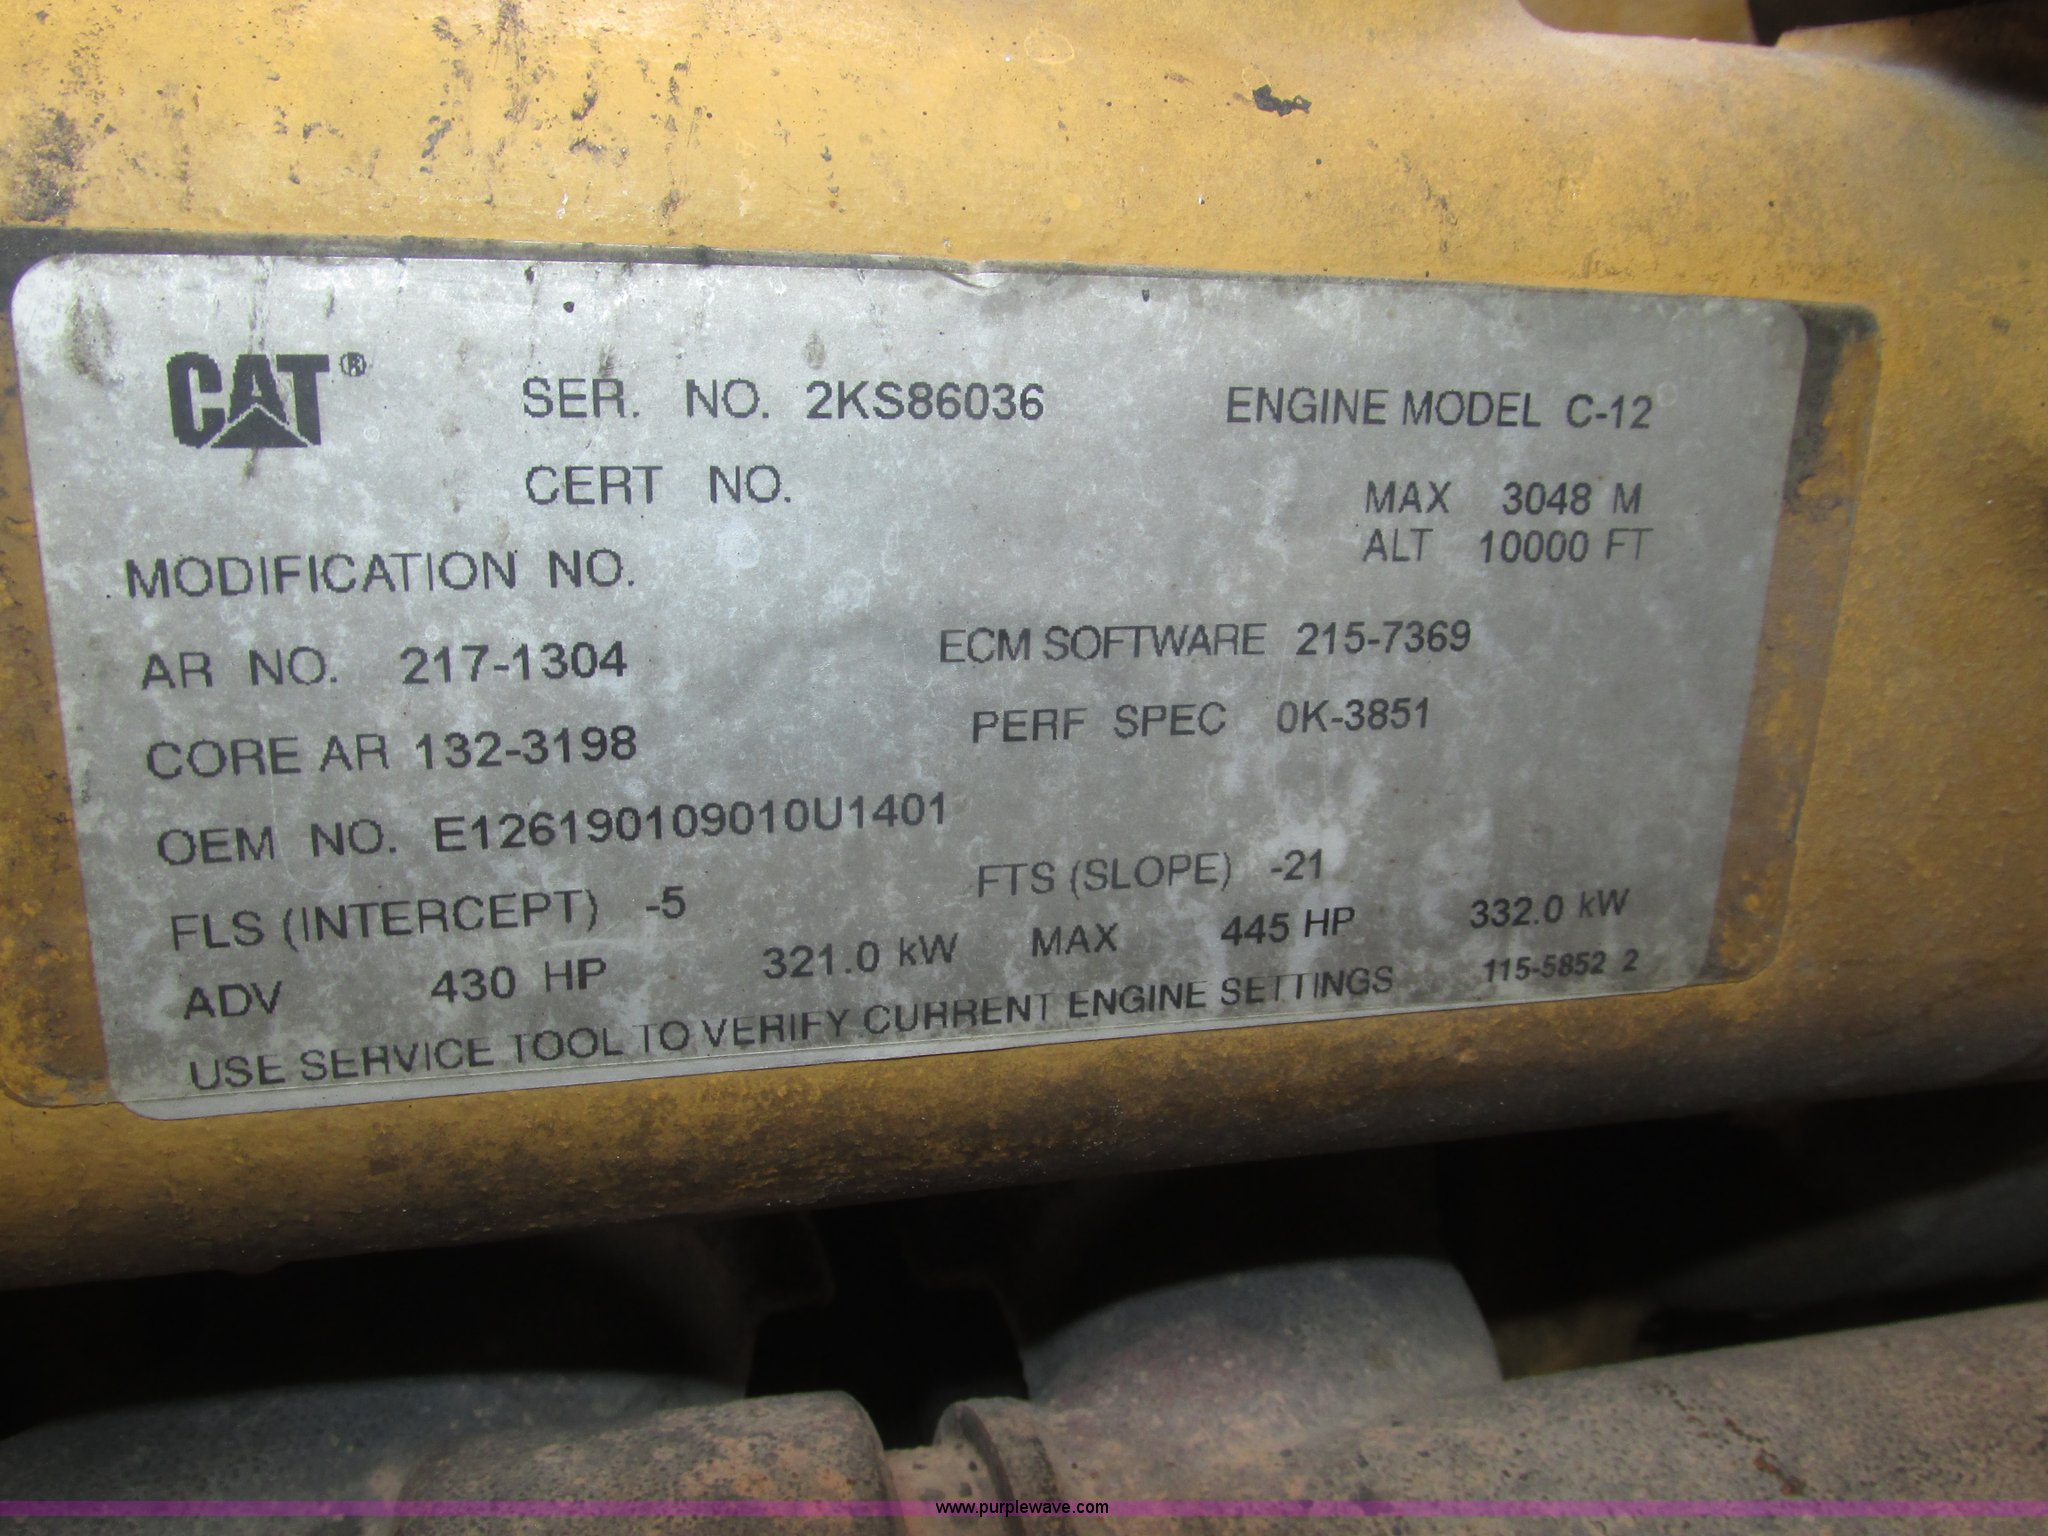 CAT® SER. NO. 2KS86036 ENGINE MODEL C-12
CERT NO. MAX 3048 M
ALT 10000 FT
MODIFICATION NO.
AR NO. 217-1304 ECM SOFTWARE 215-7369
CORE AR 132-3198 PERF SPEC 0K-3851
OEM NO. E126190109010U1401
FLS (INTERCEPT) -5 FTS (SLOPE) -21
ADV 430 HP 321.0 kW MAX 445 HP 332.0 kW
USE SERVICE TOOL TO VERIFY CURRENT ENGINE SETTINGS 115-5852 2
www.purplewave.com